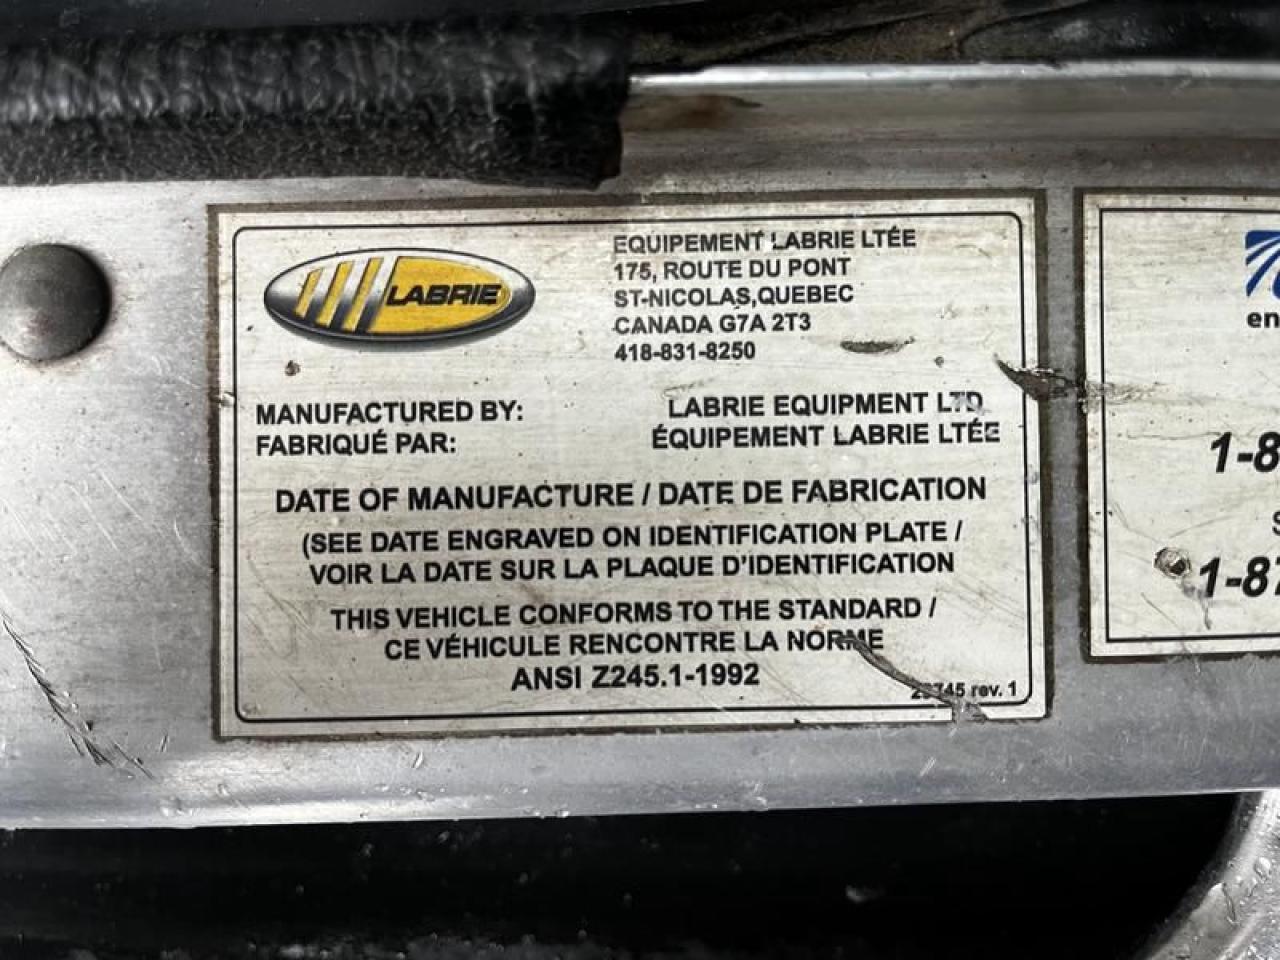 LABRIE
EQUIPEMENT LABRIE LTÉE
175, ROUTE DU PONT
ST-NICOLAS,QUEBEC
CANADA G7A 2T3
418-831-8250
MANUFACTURED BY: LABRIE EQUIPMENT LTD
FABRIQUÉ PAR: ÉQUIPEMENT LABRIE LTÉE
DATE OF MANUFACTURE / DATE DE FABRICATION
(SEE DATE ENGRAVED ON IDENTIFICATION PLATE /
VOIR LA DATE SUR LA PLAQUE D'IDENTIFICATION
THIS VEHICLE CONFORMS TO THE STANDARD /
CE VÉHICULE RENCONTRE LA NORME
ANSI Z245.1-1992
rev. 1
en
1-8
S
1-87